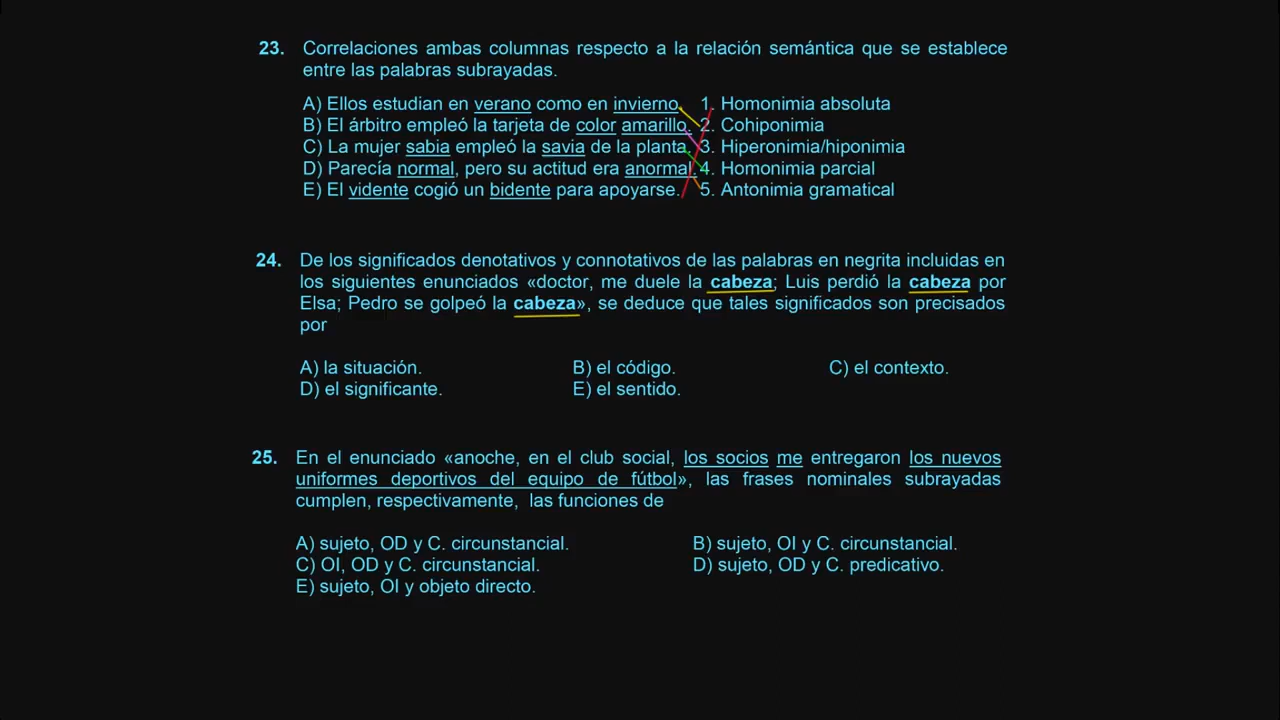 23. Correlaciones ambas columnas respecto a la relación semántica que se establece
entre las palabras subrayadas.
A) Ellos estudian en verano como en invierno. 1. Homonimia absoluta
B) El árbitro empleó la tarjeta de color amarillo. 2. Cohiponimia
C) La mujer sabia empleó la savia de la planta. 3. Hiperonimia/hiponimia
D) Parecía normal, pero su actitud era anormal. 4. Homonimia parcial
E) El vidente cogió un bidente para apoyarse. 5. Antonimia gramatical
24. De los significados denotativos y connotativos de las palabras en negrita incluidas en
los siguientes enunciados «doctor, me duele la cabeza; Luis perdió la cabeza por
Elsa; Pedro se golpeó la cabeza», se deduce que tales significados son precisados
por
A) la situación. B) el código. C) el contexto.
D) el significante. E) el sentido.
25. En el enunciado «anoche, en el club social, los socios me entregaron los nuevos
uniformes deportivos del equipo de fútbol», las frases nominales subrayadas
cumplen, respectivamente, las funciones de
A) sujeto, OD y C. circunstancial. B) sujeto, OI y C. circunstancial.
C) OI, OD y C. circunstancial. D) sujeto, OD y C. predicativo.
E) sujeto, OI y objeto directo.